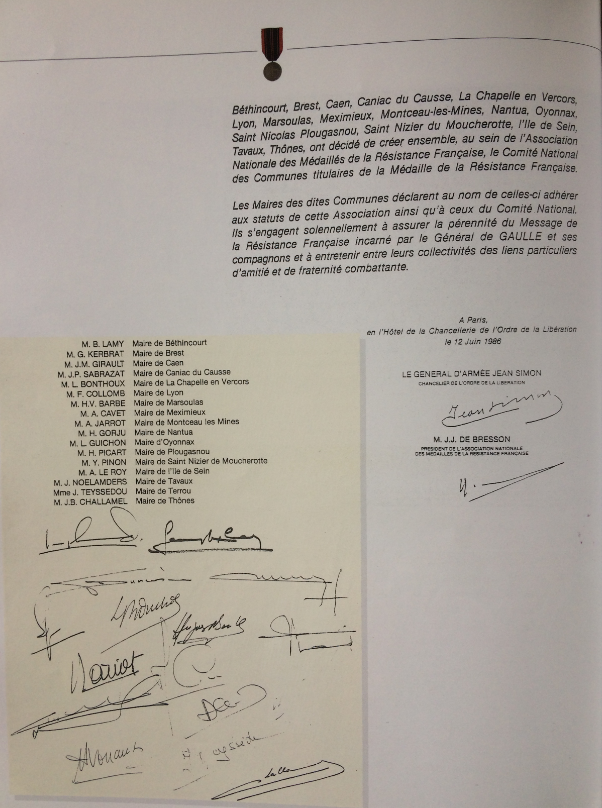 Béthincourt, Brest, Caen, Caniac du Causse, La Chapelle en Vercors,
Lyon, Marsoulas, Meximieux, Montceau-les-Mines, Nantua, Oyonnax,
Saint Nicolas Plougasnou, Saint Nizier du Moucherotte, l'Ile de Sein,
Tavaux, Thônes, ont décidé de créer ensemble, au sein de l'Association
Nationale des Médaillés de la Résistance Française, le Comité National
des Communes titulaires de la Médaille de la Résistance Française.
Les Maires des dites Communes déclarent au nom de celles-ci adhérer
aux statuts de cette Association ainsi qu'à ceux du Comité National.
Ils s'engagent solennellement à assurer la pérennité du Message de
la Résistance Française incarné par le Général de GAULLE et ses
compagnons et à entretenir entre leurs collectivités des liens particuliers
d'amitié et de fraternité combattante.
A Paris,
en l'Hôtel de la Chancellerie de l'Ordre de la Libération
le 12 Juin 1986
M. B. LAMY Maire de Béthincourt
M. G. KERBRAT Maire de Brest
M. J.M. GIRAULT Maire de Caen
M. J.P. SABRAZAT Maire de Caniac du Causse
M. L. BONTHOUX Maire de La Chapelle en Vercors
M. F. COLLOMB Maire de Lyon
M. H.V. BARBE Maire de Marsoulas
M. A. CAVET Maire de Meximieux
M. A. JARROT Maire de Montceau les Mines
M. H. GORJU Maire de Nantua
M. L. GUICHON Maire d'Oyonnax
M. H. PICART Maire de Plougasnou
M. Y. PINON Maire de Saint Nizier de Moucherotte
M. A. LE ROY Maire de l'Ile de Sein
M. J. NOELAMDERS Maire de Tavaux
Mme J. TEYSSEDOU Maire de Terrou
M. J.B. CHALLAMEL Maire de Thônes
LE GENERAL D'ARMÉE JEAN SIMON
CHANCELIER DE L'ORDRE DE LA LIBERATION
Jean Simon
M. J.J. DE BRESSON
PRESIDENT DE L'ASSOCIATION NATIONALE
DES MEDAILLES DE LA RESISTANCE FRANÇAISE